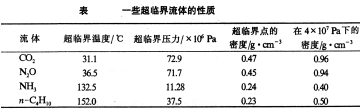 表 一些超临界流体的性质
流体 超临界温度/℃ 超临界压力/×10⁶ Pa 超临界点的密度/g·cm⁻³ 在4×10⁷ Pa下的密度/g·cm⁻³
CO₂ 31.1 72.9 0.47 0.96
N₂O 36.5 71.7 0.45 0.94
NH₃ 132.5 11.28 0.24 0.40
n-C₄H₁₀ 152.0 37.5 0.23 0.50